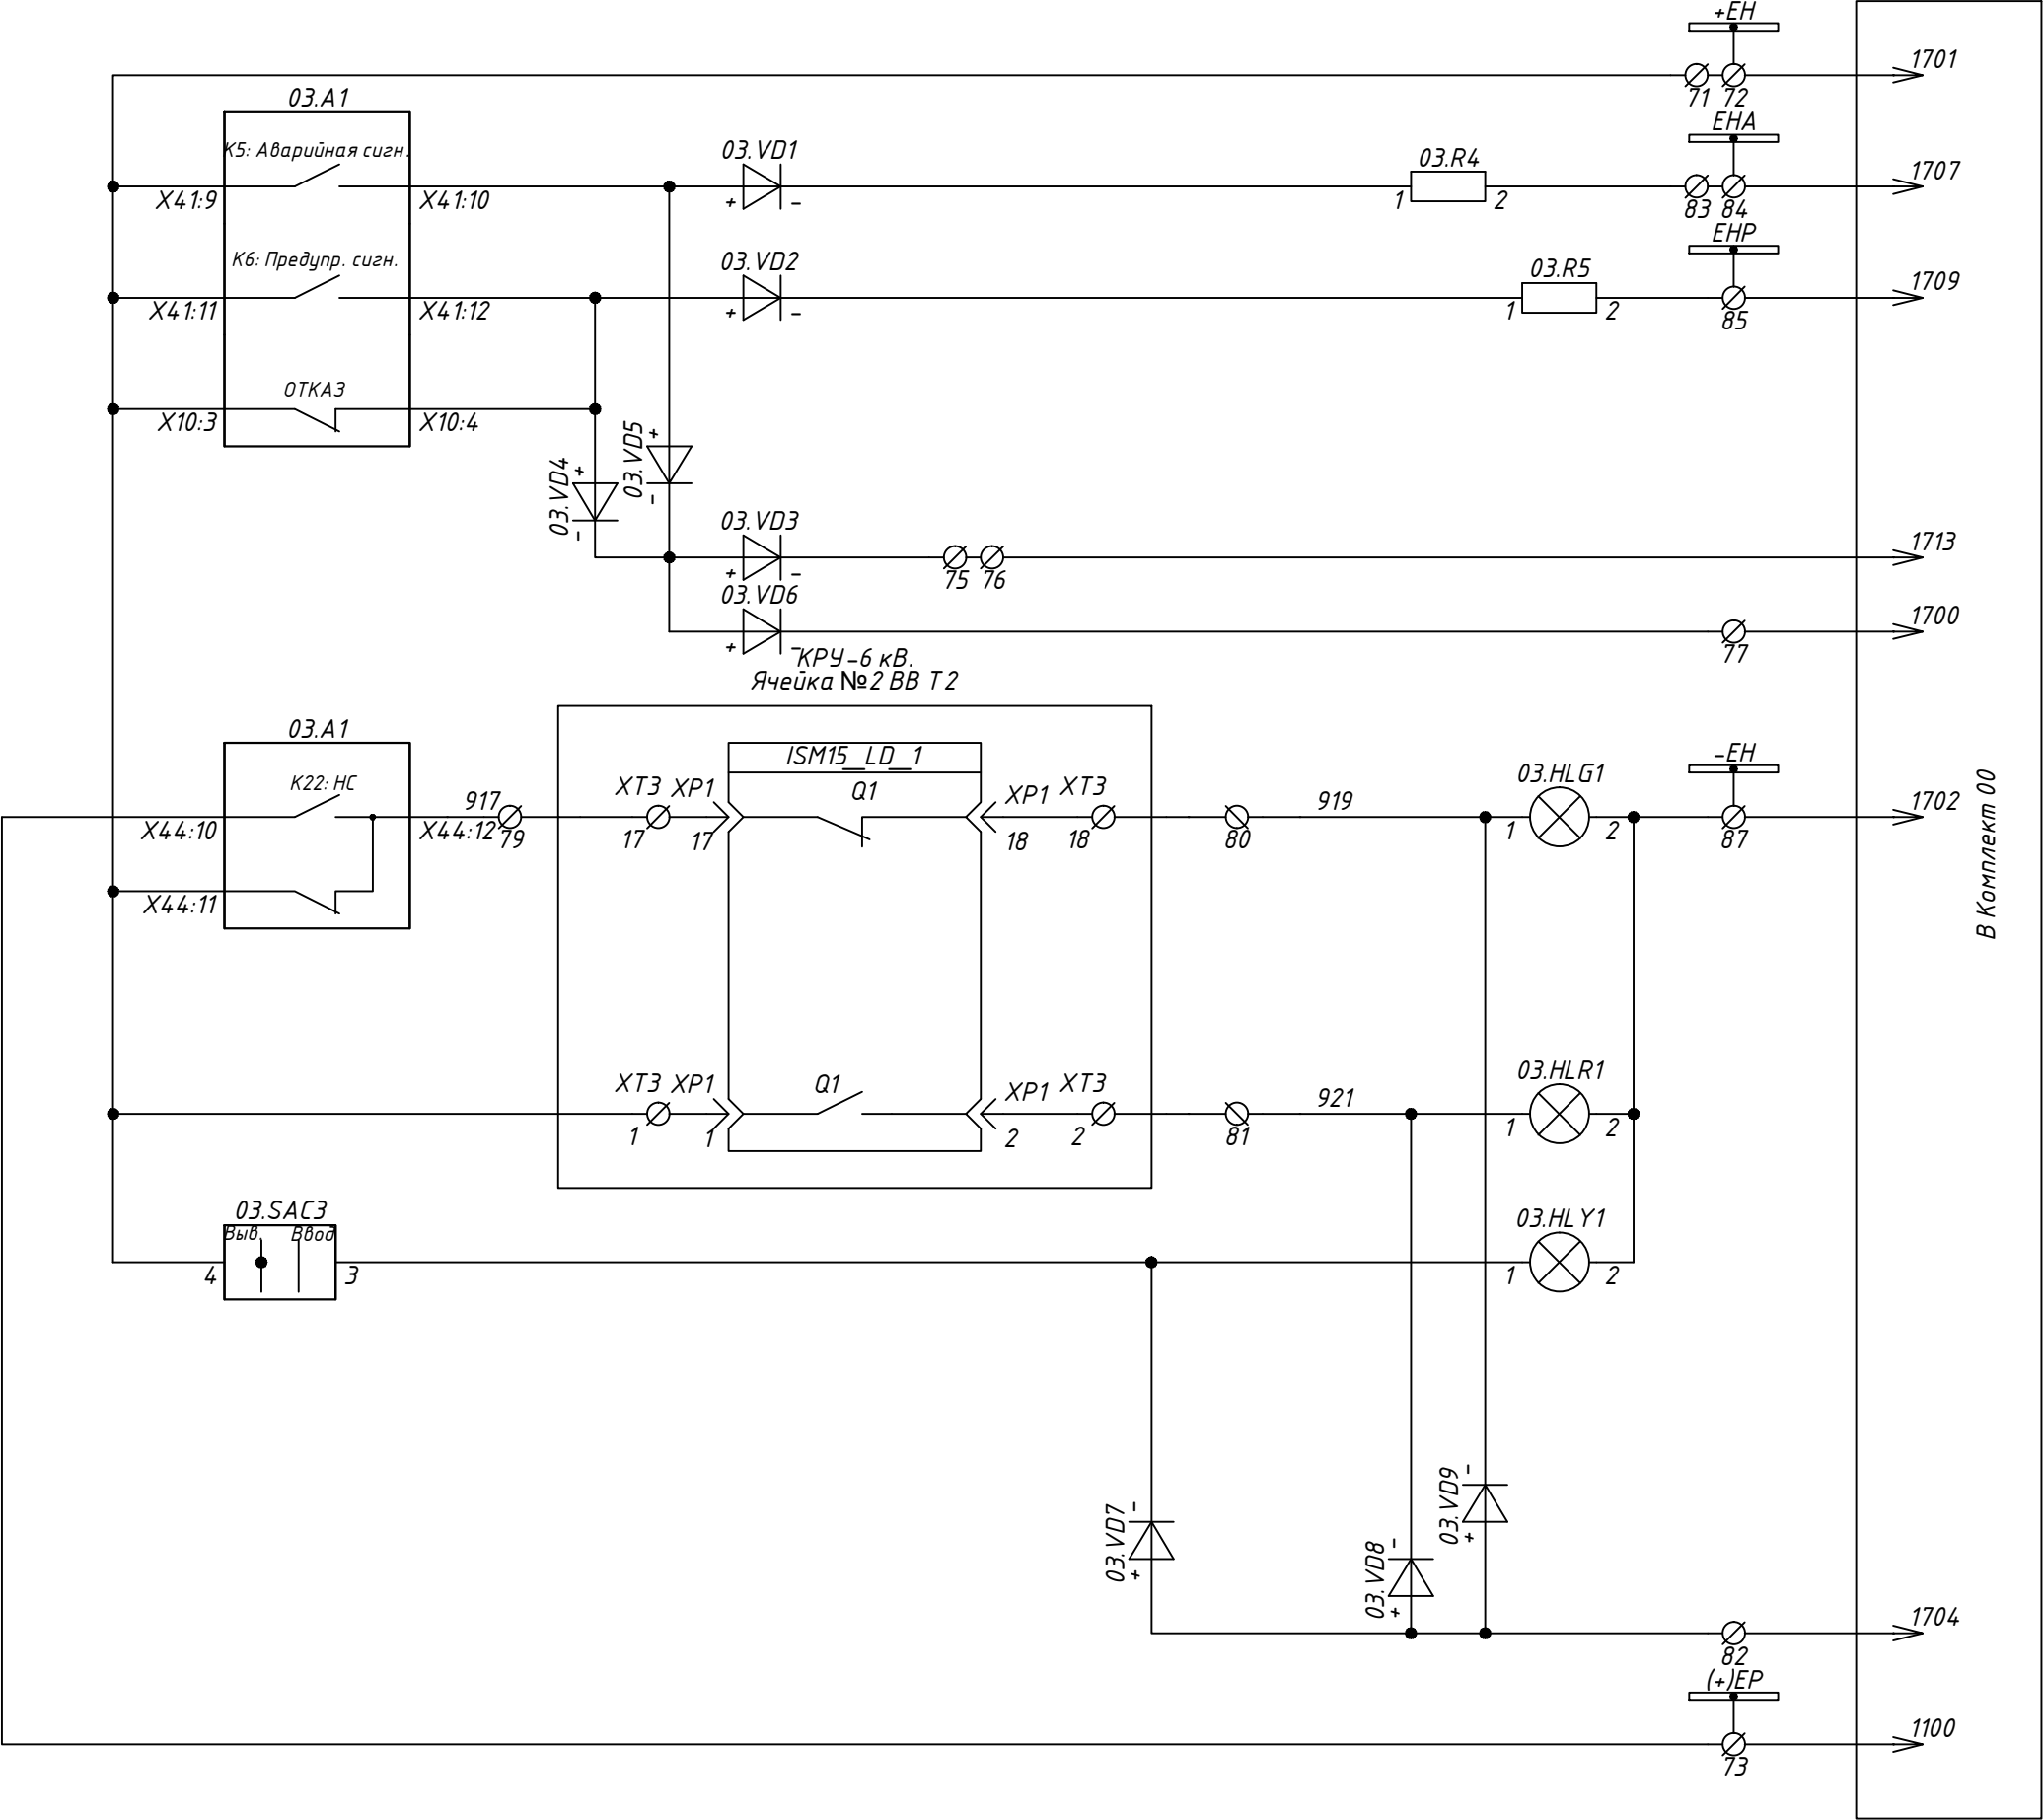 +EH
1701
71 72
03.A1
EHA
К5: Аварийная сигн.
03.VD1
03.R4
1707
X41:9 X41:10
+ -
1 2
83 84
EHP
К6: Предупр. сигн.
03.VD2
03.R5
1709
X41:11 X41:12
+ -
1 2
85
ОТКАЗ
X10:3 X10:4
03.VD4
+ -
03.VD5
+ -
03.VD3
1713
+ -
75 76
03.VD6
1700
+ -
77
КРУ-6 кВ.
Ячейка №2 ВВ Т2
03.A1
ISM15_LD_1
-EH
К22: НС
917
XT3 XP1
Q1
XP1 XT3
919
03.HLG1
1702
X44:10 X44:12 79
17 17
18 18
80
1 2
87
В Комплект 00
X44:11
XT3 XP1
Q1
XP1 XT3
921
03.HLR1
1 1
2 2
81
1 2
03.SAC3
Выв. Ввод
03.HLY1
4 3
1 2
03.VD7
+ -
03.VD8
+ -
03.VD9
+ -
1704
82
(+)EP
1100
73